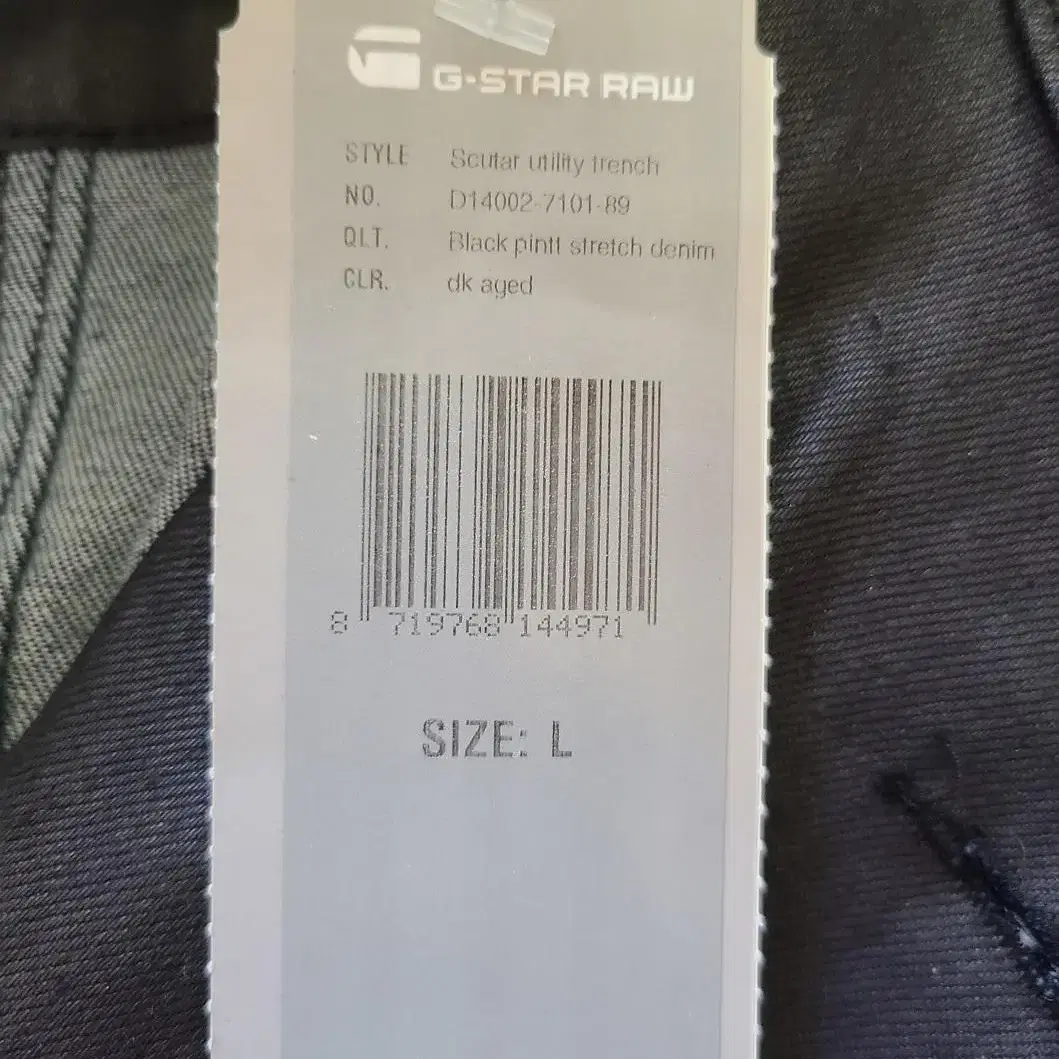 G-STAR RAW
STYLE Scutar utility trench
NO. D14002-7101-89
QLT. Black pintt stretch denim
CLR. dk aged
8 719768 144971
SIZE: L